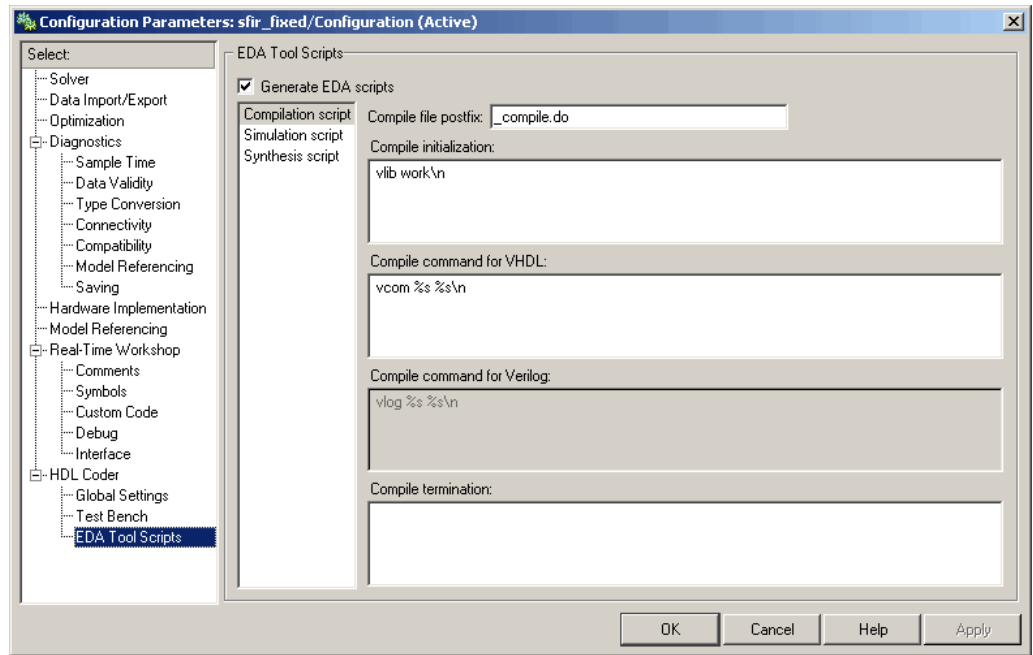 Configuration Parameters: sfir_fixed/Configuration (Active)
Select:
Solver
Data Import/Export
Optimization
Diagnostics
Sample Time
Data Validity
Type Conversion
Connectivity
Compatibility
Model Referencing
Saving
Hardware Implementation
Model Referencing
Real-Time Workshop
Comments
Symbols
Custom Code
Debug
Interface
HDL Coder
Global Settings
Test Bench
EDA Tool Scripts
EDA Tool Scripts
Generate EDA scripts
Compilation script
Simulation script
Synthesis script
Compile file postfix: _compile.do
Compile initialization:
vlib work\n
Compile command for VHDL:
vcom %s %s\n
Compile command for Verilog:
vlog %s %s\n
Compile termination:
OK Cancel Help Apply